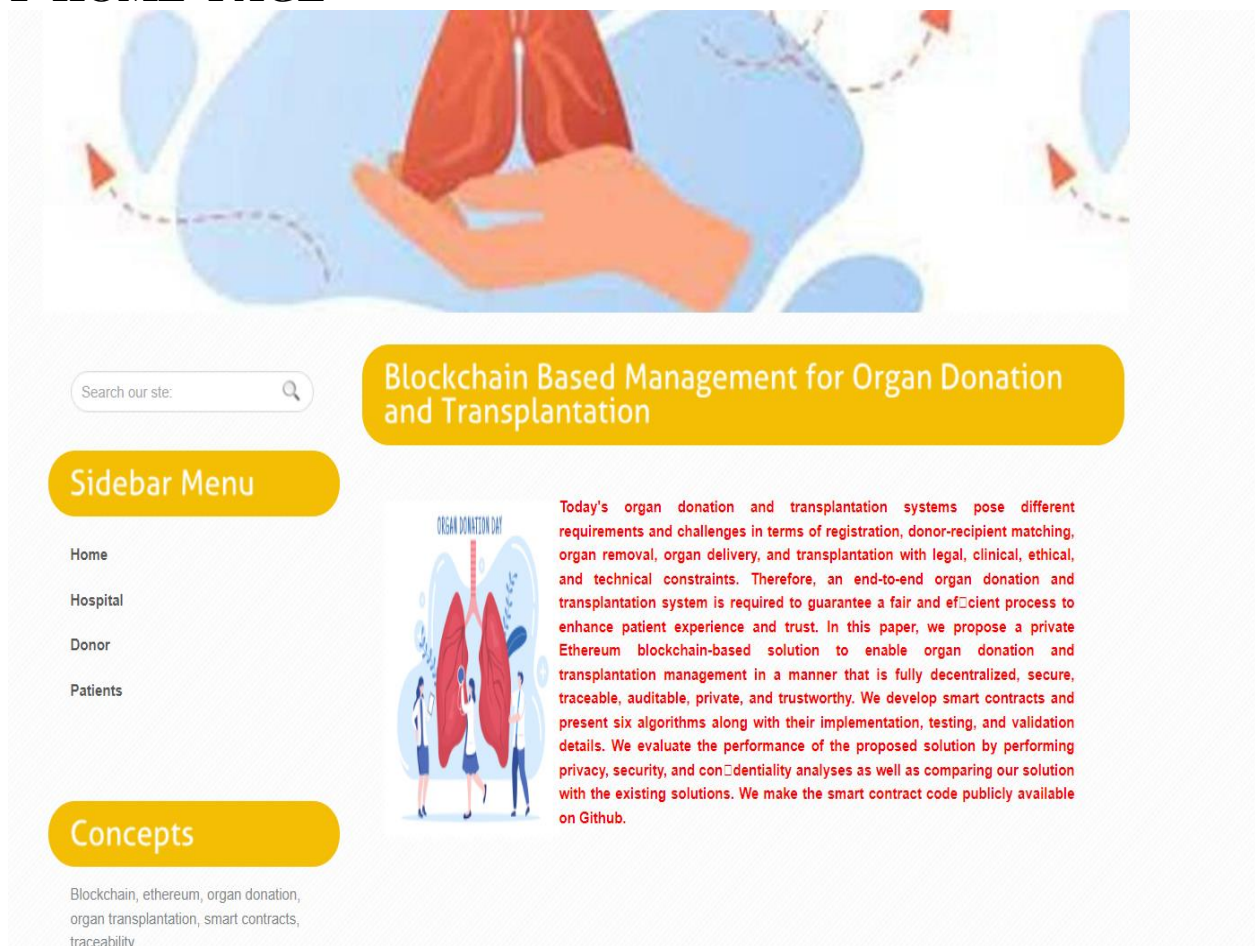 Search our ste:
Blockchain Based Management for Organ Donation
and Transplantation
Sidebar Menu
Home
Hospital
Donor
Patients
ORGAN DONATION DAY
Today's organ donation and transplantation systems pose different
requirements and challenges in terms of registration, donor-recipient matching,
organ removal, organ delivery, and transplantation with legal, clinical, ethical,
and technical constraints. Therefore, an end-to-end organ donation and
transplantation system is required to guarantee a fair and ef□cient process to
enhance patient experience and trust. In this paper, we propose a private
Ethereum blockchain-based solution to enable organ donation and
transplantation management in a manner that is fully decentralized, secure,
traceable, auditable, private, and trustworthy. We develop smart contracts and
present six algorithms along with their implementation, testing, and validation
details. We evaluate the performance of the proposed solution by performing
privacy, security, and con□dentiality analyses as well as comparing our solution
with the existing solutions. We make the smart contract code publicly available
on Github.
Concepts
Blockchain, ethereum, organ donation,
organ transplantation, smart contracts,
traceability